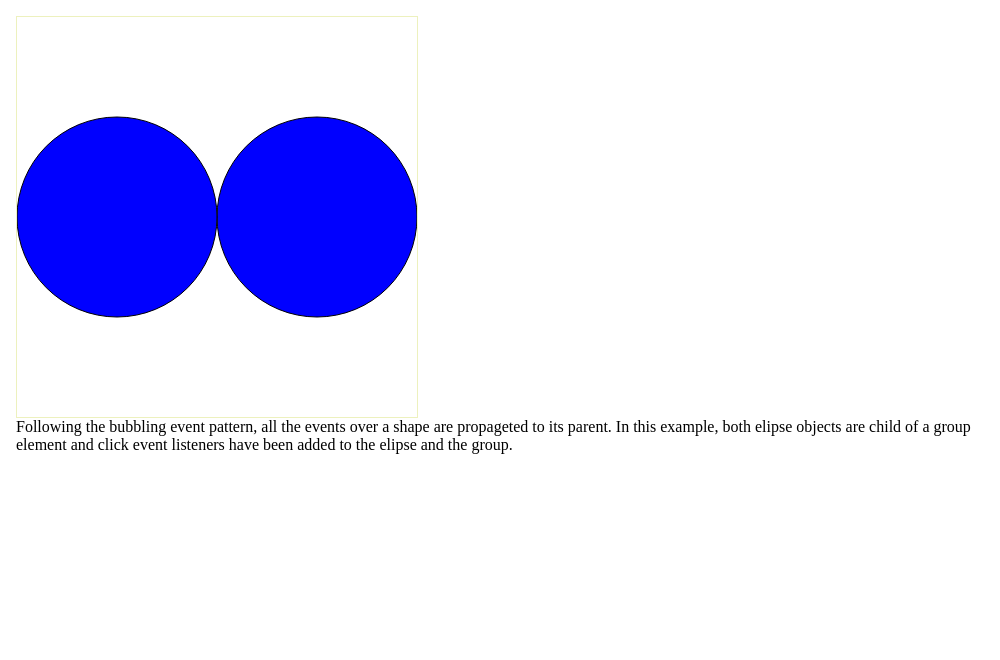 Following the bubbling event pattern, all the events over a shape are propageted to its parent. In this example, both elipse objects are child of a group
element and click event listeners have been added to the elipse and the group.